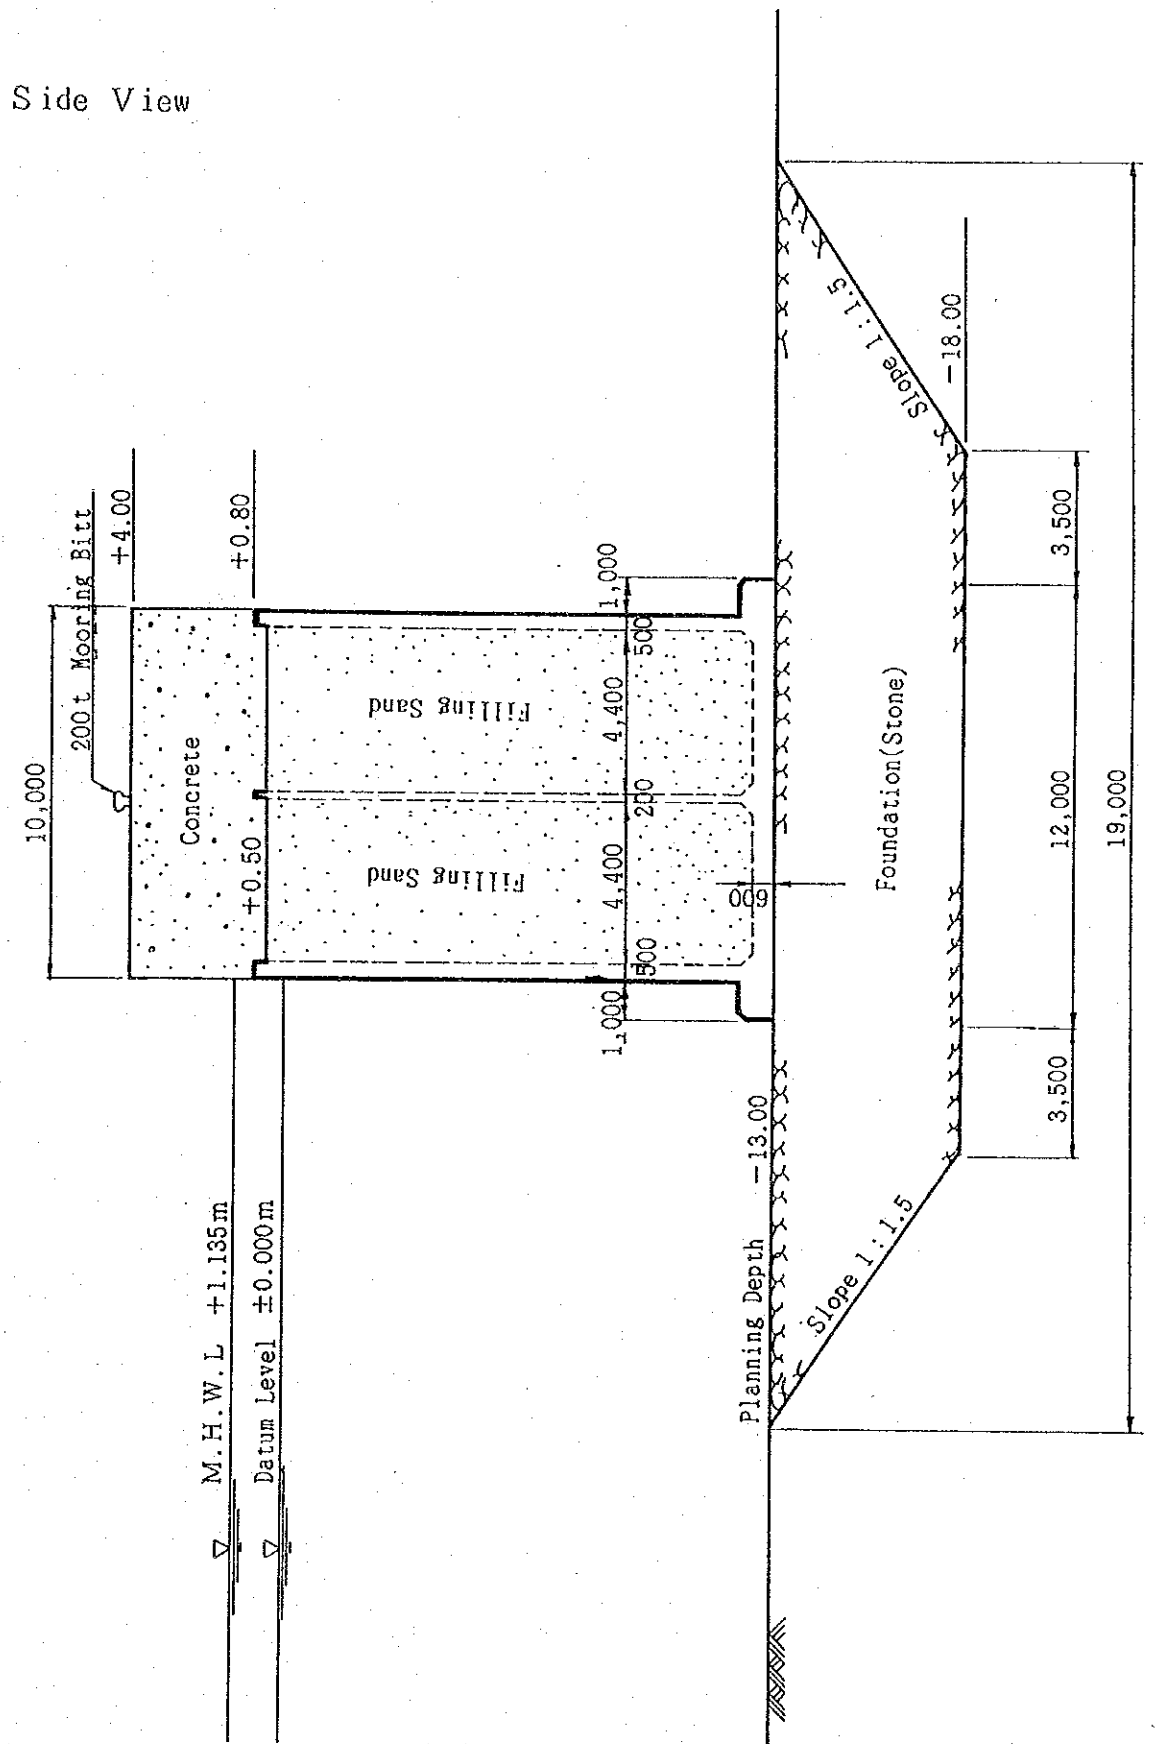 Side View
10,000
200t Mooring Bitt
+4.00
+0.80
Concrete
+0.50
Filling Sand
Filling Sand
1,000
500
4,400
200
4,400
500
1,000
600
M.H.W.L +1.135m
Datum Level ±0.000m
Planning Depth -13.00
Slope 1:1.5
Slope 1:1.5
-18.00
Foundation(Stone)
3,500
12,000
3,500
19,000